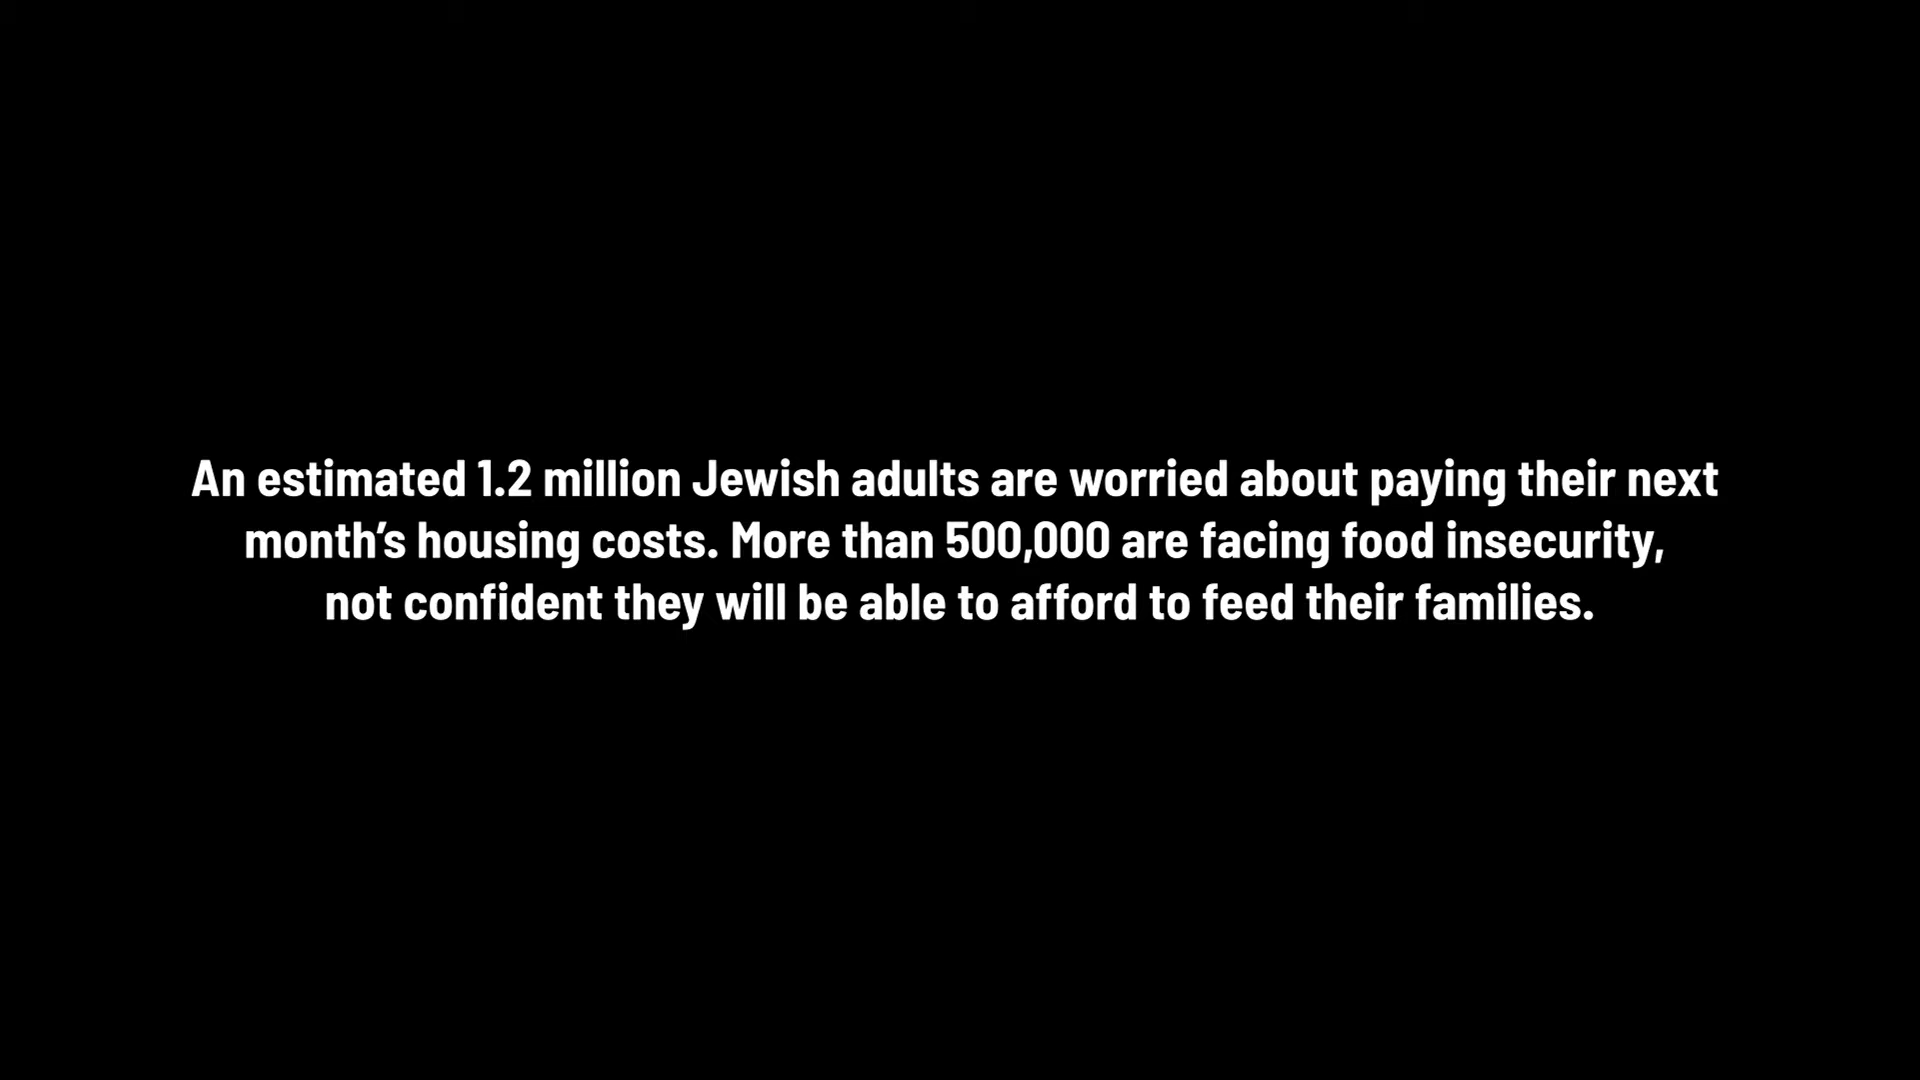 An estimated 1.2 million Jewish adults are worried about paying their next
month’s housing costs. More than 500,000 are facing food insecurity,
not confident they will be able to afford to feed their families.